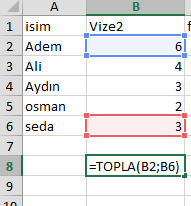 A B
1 isim Vize2 f
2 Adem 6
3 Ali 4
4 Aydın 3
5 osman 2
6 seda 3
7
8 =TOPLA(B2;B6)
9